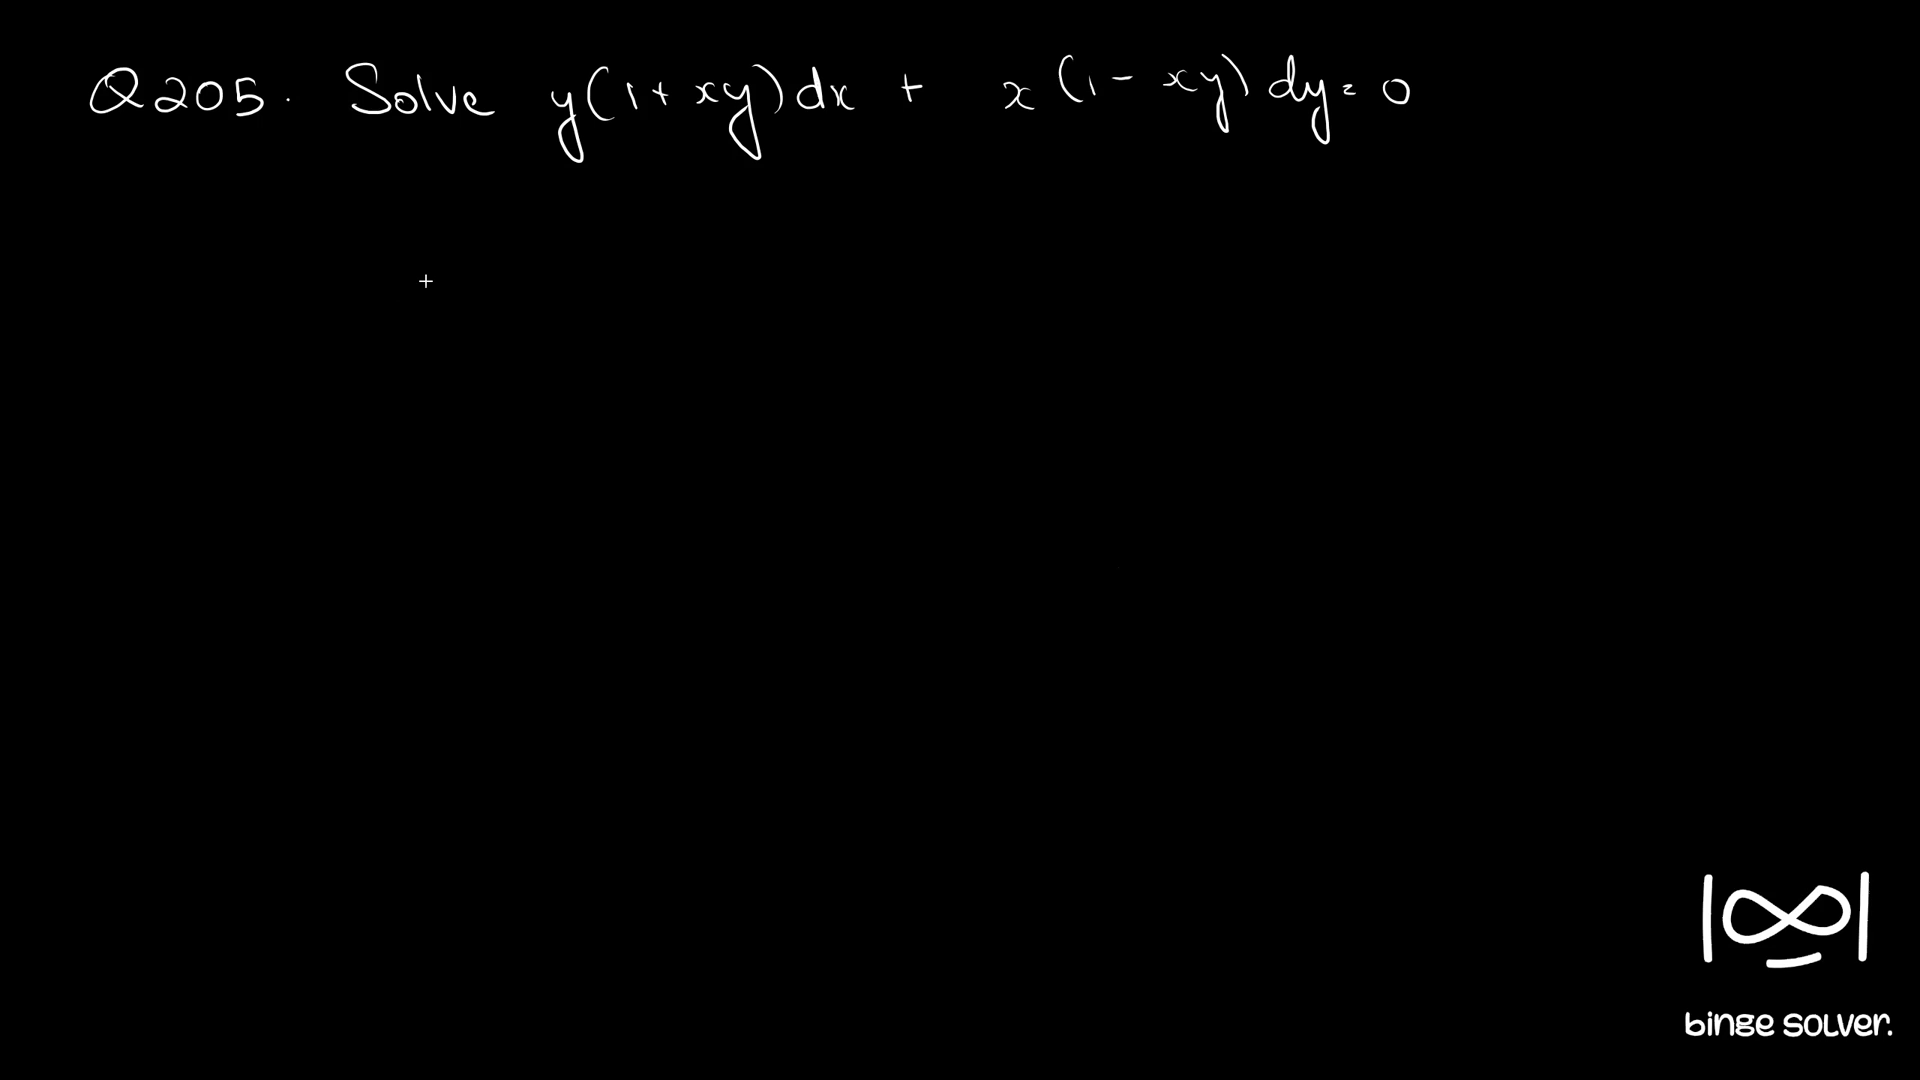 Q205. Solve y(1+xy)dx + x(1-xy)dy=0
binge SOLVER.